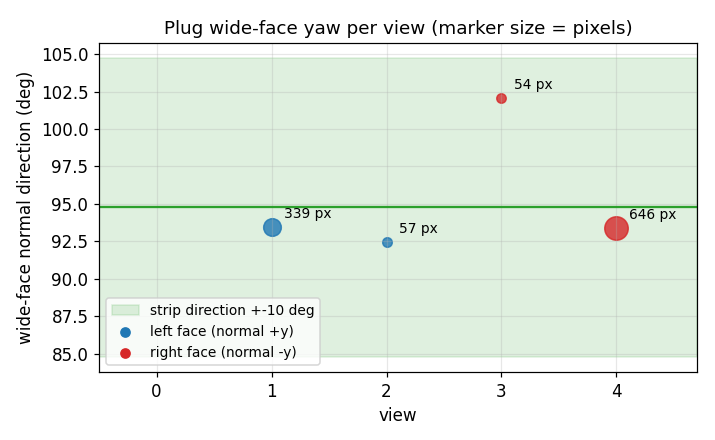 Plug wide-face yaw per view (marker size = pixels)
wide-face normal direction (deg)
105.0
102.5
100.0
97.5
95.0
92.5
90.0
87.5
85.0
54 px
339 px
57 px
646 px
strip direction +-10 deg
left face (normal +y)
right face (normal -y)
0 1 2 3 4
view